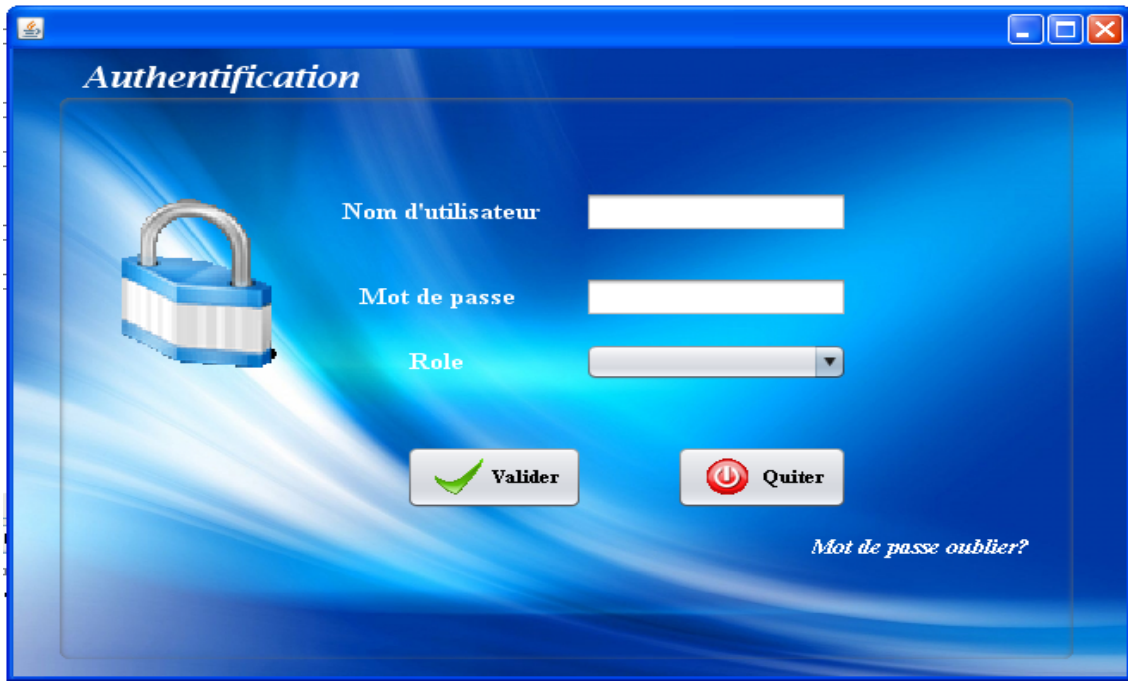 Authentification
Nom d'utilisateur
Mot de passe
Role
Valider
Quiter
Mot de passe oublier?